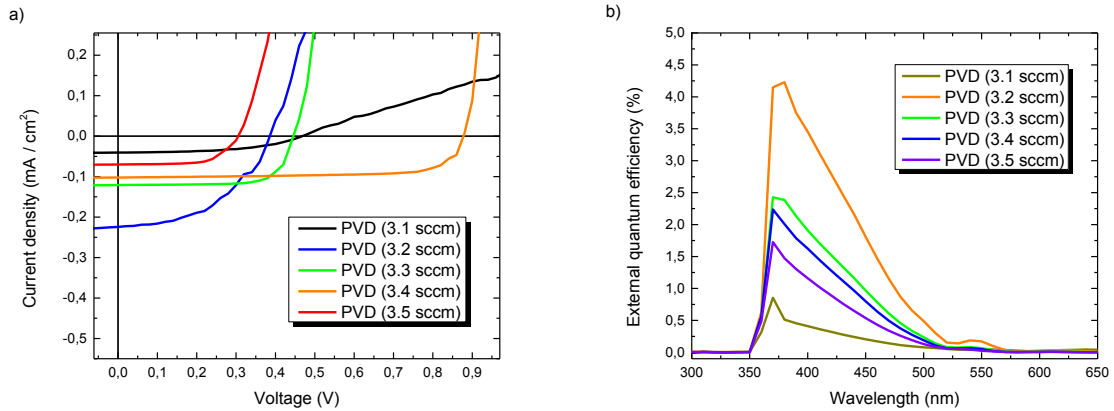 a)
0,2
0,1
0,0
-0,1
-0,2
-0,3
-0,4
-0,5
Current density (mA / cm²)
PVD (3.1 sccm)
PVD (3.2 sccm)
PVD (3.3 sccm)
PVD (3.4 sccm)
PVD (3.5 sccm)
0,0 0,1 0,2 0,3 0,4 0,5 0,6 0,7 0,8 0,9
Voltage (V)
b)
5,0
4,5
4,0
3,5
3,0
2,5
2,0
1,5
1,0
0,5
0,0
External quantum efficiency (%)
PVD (3.1 sccm)
PVD (3.2 sccm)
PVD (3.3 sccm)
PVD (3.4 sccm)
PVD (3.5 sccm)
300 350 400 450 500 550 600 650
Wavelength (nm)